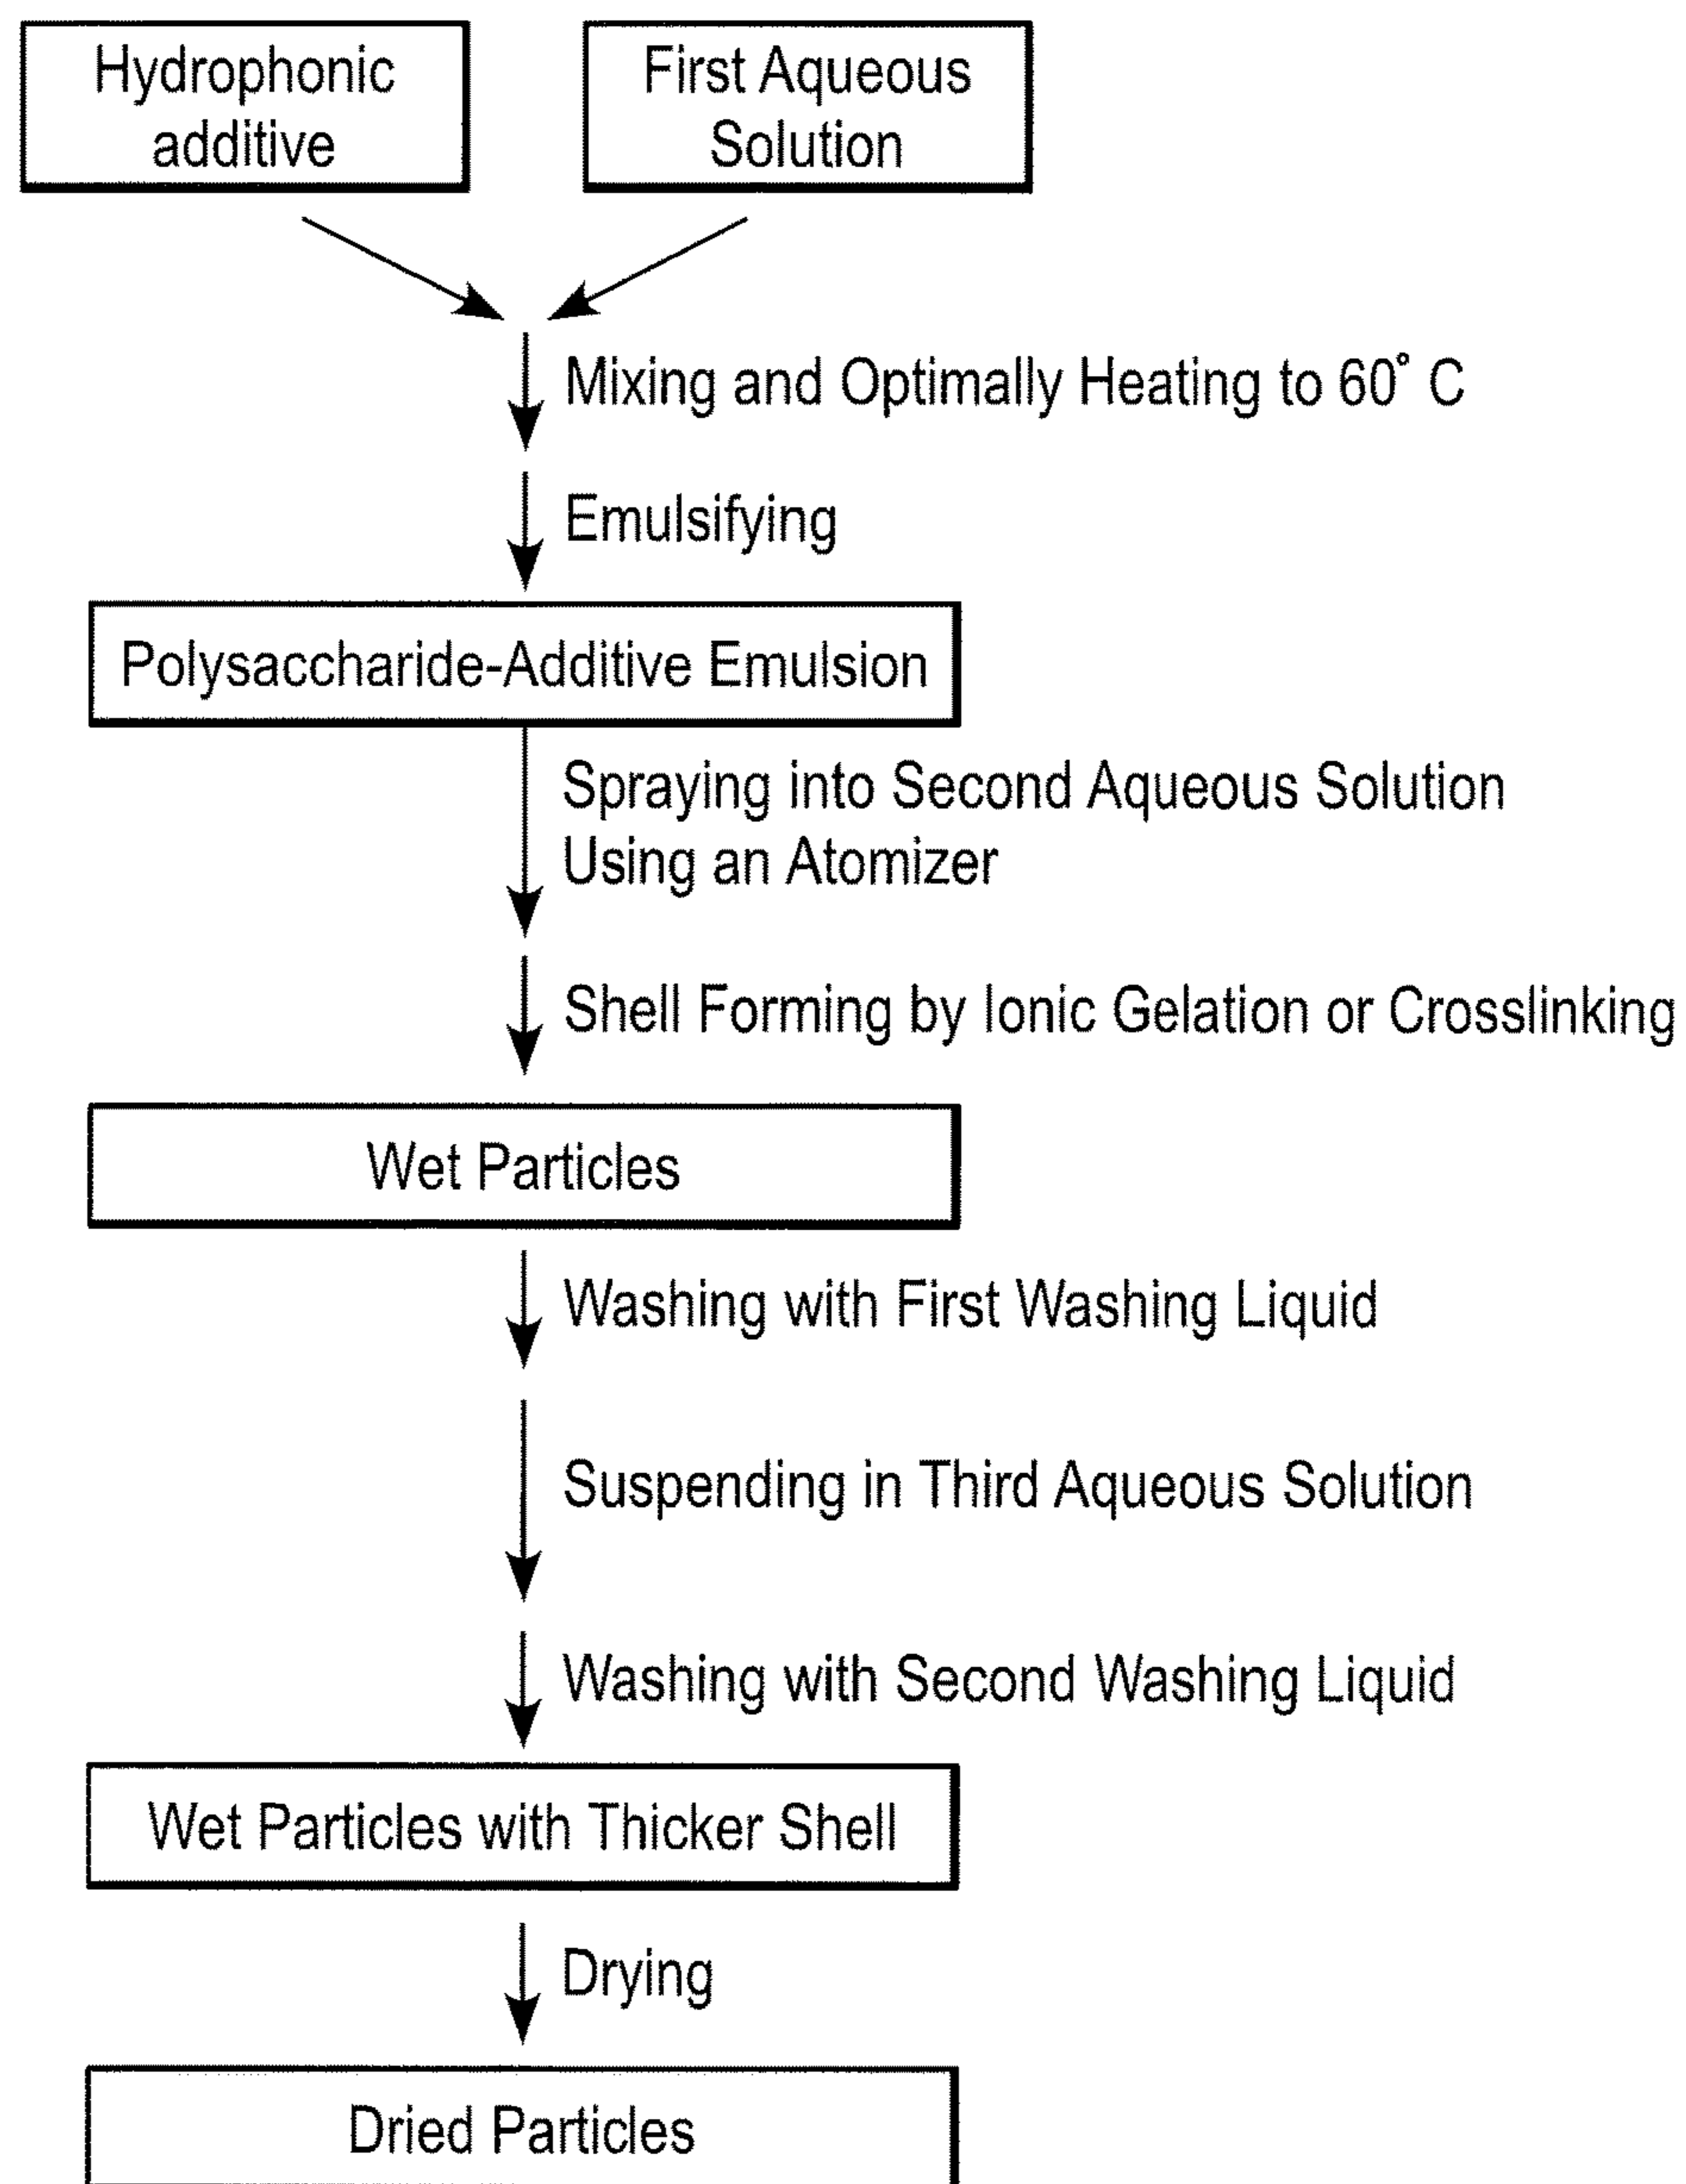 Hydrophonic
additive
First Aqueous
Solution
Mixing and Optimally Heating to 60° C
Emulsifying
Polysaccharide-Additive Emulsion
Spraying into Second Aqueous Solution
Using an Atomizer
Shell Forming by Ionic Gelation or Crosslinking
Wet Particles
Washing with First Washing Liquid
Suspending in Third Aqueous Solution
Washing with Second Washing Liquid
Wet Particles with Thicker Shell
Drying
Dried Particles